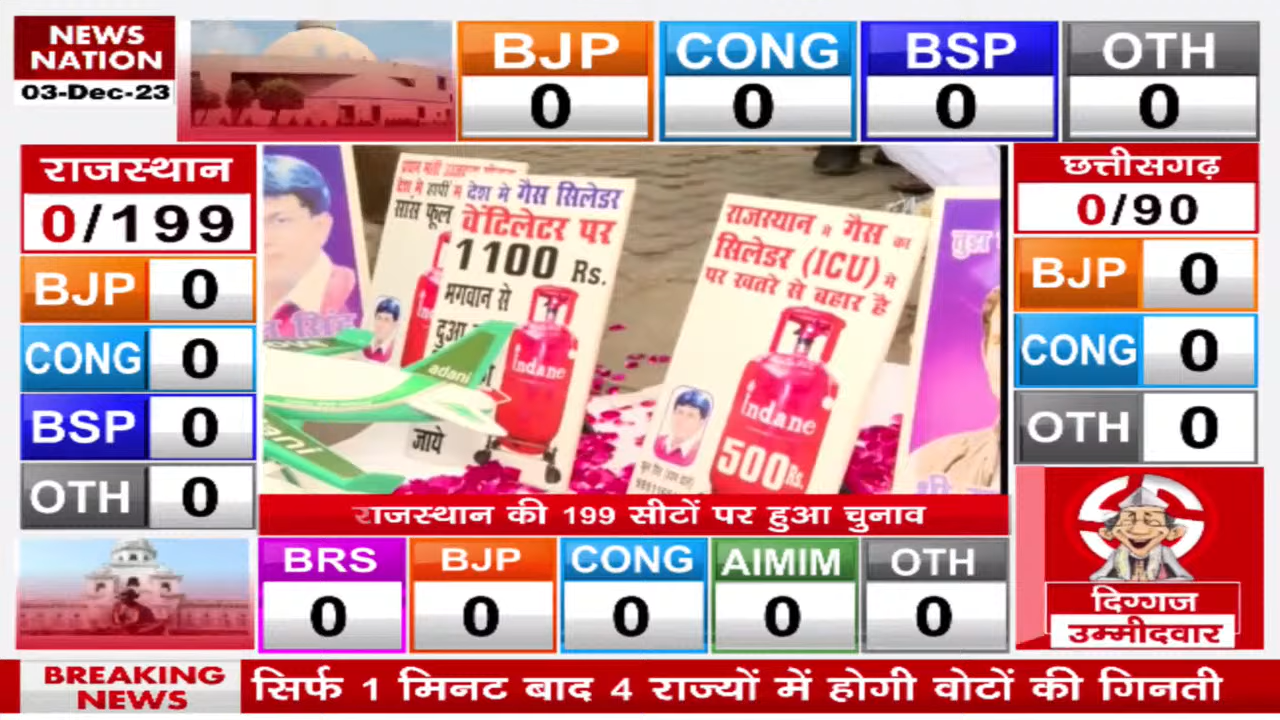 NEWS
NATION
03-Dec-23
BJP
0
CONG
0
BSP
0
OTH
0
राजस्थान
0/199
BJP 0
CONG 0
BSP 0
OTH 0
देश में गैस सिलेडर
सांस फूल वेंटिलेटर पर
1100 Rs.
भगवान से
दुआ
जाये
Indane
adani
राजस्थान में गैस का
सिलेडर (ICU) में
पर खतरे से बहार है
Indane
500 Rs.
छत्तीसगढ़
0/90
BJP 0
CONG 0
OTH 0
राजस्थान की 199 सीटों पर हुआ चुनाव
BRS
0
BJP
0
CONG
0
AIMIM
0
OTH
0
दिग्गज
उम्मीदवार
BREAKING
NEWS
सिर्फ 1 मिनट बाद 4 राज्यों में होगी वोटों की गिनती